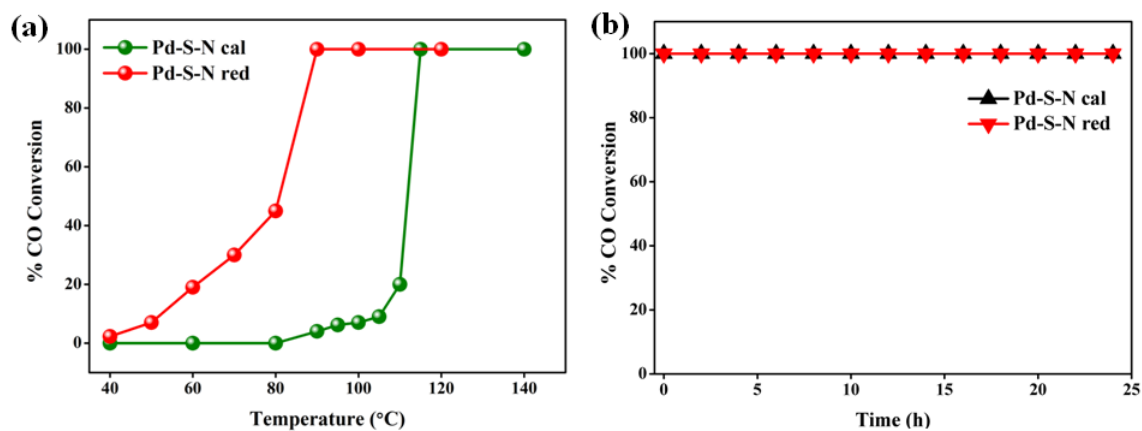 (a)
Pd-S-N cal
Pd-S-N red
% CO Conversion
100
80
60
40
20
0
40
60
80
100
120
140
Temperature (°C)
(b)
Pd-S-N cal
Pd-S-N red
% CO Conversion
100
80
60
40
20
0
0
5
10
15
20
25
Time (h)